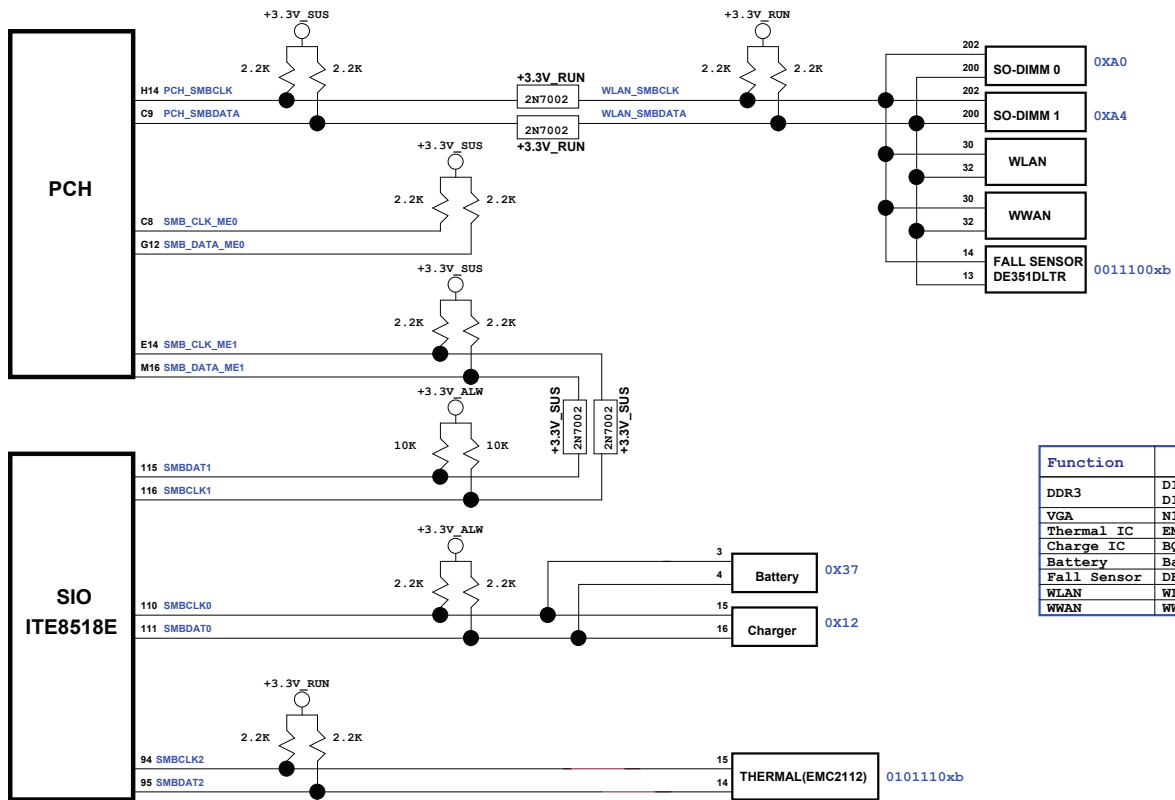 +3.3V_SUS
+3.3V_RUN
2.2K 2.2K
2.2K 2.2K
PCH
H14 PCH_SMBCLK
C9 PCH_SMBDATA
+3.3V_RUN
2N7002
2N7002
+3.3V_RUN
WLAN_SMBCLK
WLAN_SMBDATA
202
200
SO-DIMM 0
0XA0
202
200
SO-DIMM 1
0XA4
30
32
WLAN
30
32
WWAN
14
13
FALL SENSOR
DE351DLTR
0011100xb
+3.3V_SUS
2.2K 2.2K
C8 SMB_CLK_ME0
G12 SMB_DATA_ME0
+3.3V_SUS
2.2K 2.2K
E14 SMB_CLK_ME1
M16 SMB_DATA_ME1
+3.3V_SUS
2N7002
2N7002
+3.3V_SUS
+3.3V_ALW
10K 10K
SIO
ITE8518E
115 SMBDAT1
116 SMBCLK1
+3.3V_ALW
2.2K 2.2K
110 SMBCLK0
111 SMBDAT0
3
4
Battery
0X37
15
16
Charger
0X12
+3.3V_RUN
2.2K 2.2K
94 SMBCLK2
95 SMBDAT2
15
14
THERMAL(EMC2112)
0101110xb
Function
DDR3
VGA
Thermal IC
Charge IC
Battery Ba
Fall Sensor
WLAN
WWAN